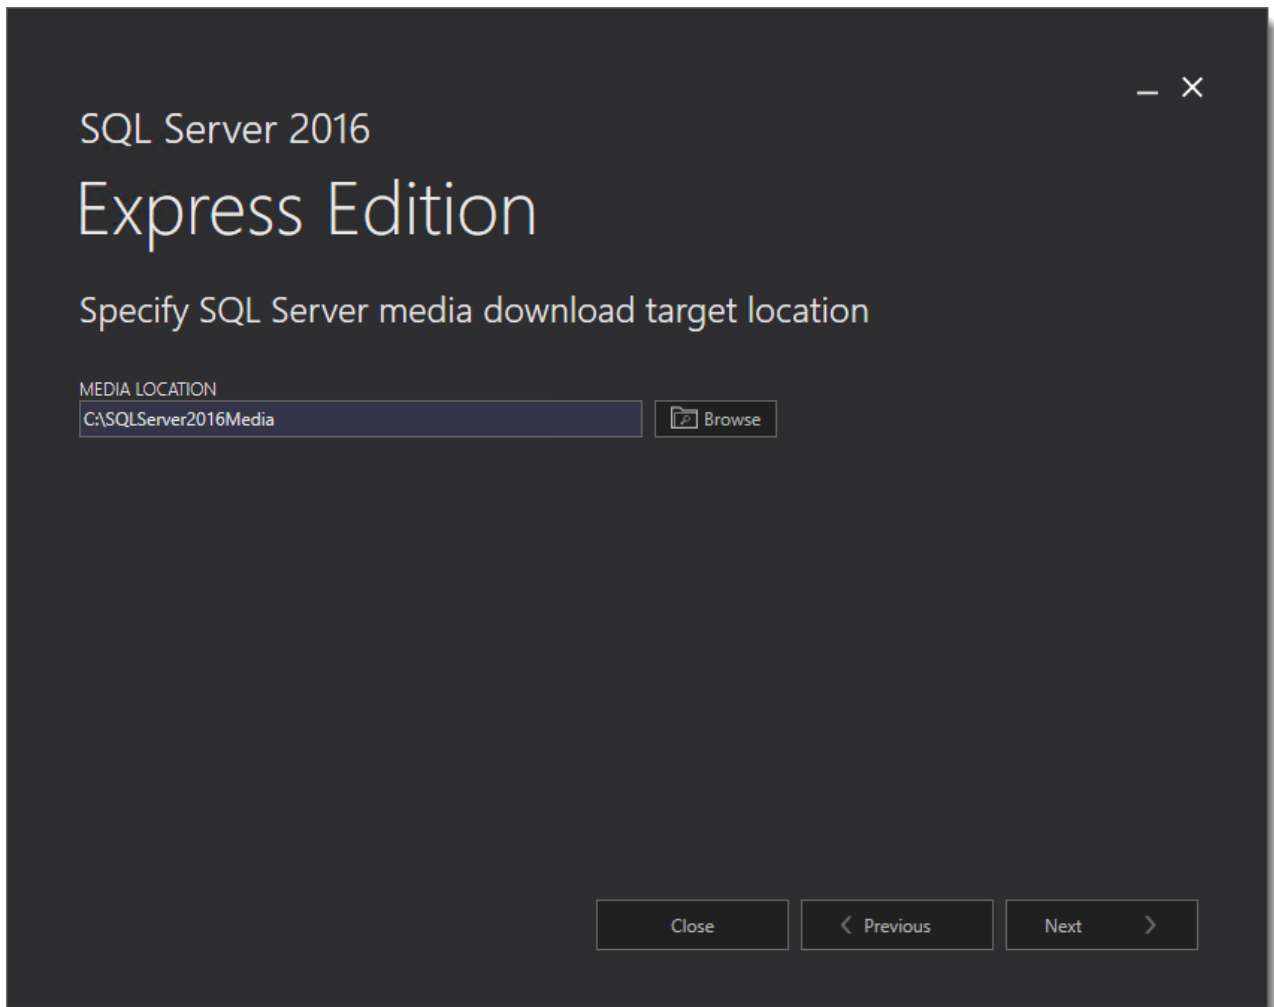 SQL Server 2016
Express Edition
Specify SQL Server media download target location
MEDIA LOCATION
C:\SQLServer2016Media
Browse
Close
Previous
Next